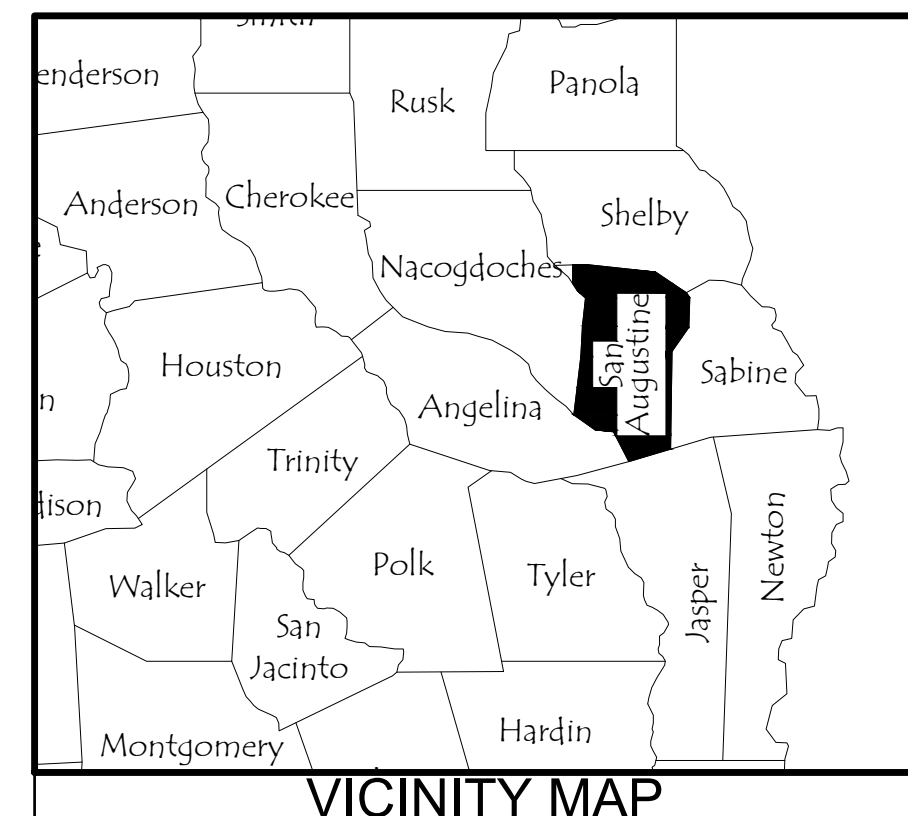 enderson
Rusk
Panola
Anderson
Cherokee
Shelby
Nacogdoches
San
Augustine
Houston
Angelina
Sabine
Trinity
dison
Walker
Polk
Tyler
Jasper
Newton
San
Jacinto
Montgomery
Hardin
VICINITY MAP